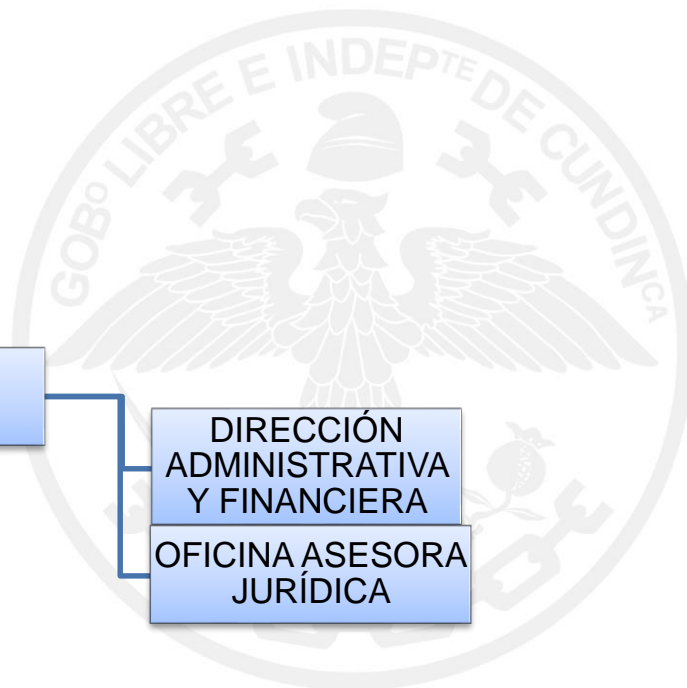 GOBº LIBRE E INDEPTE DE CUNDINCA
DIRECCIÓN
ADMINISTRATIVA
Y FINANCIERA
OFICINA ASESORA
JURÍDICA